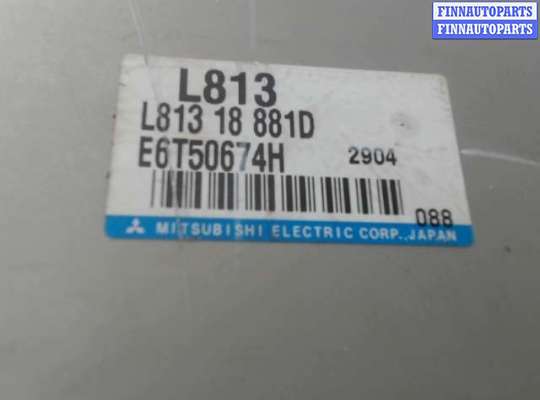 FINNAUTOPARTS
FINNAUTOPARTS
L813
L813 18 881D
E6T50674H 2904
088
MITSUBISHI ELECTRIC CORP., JAPAN